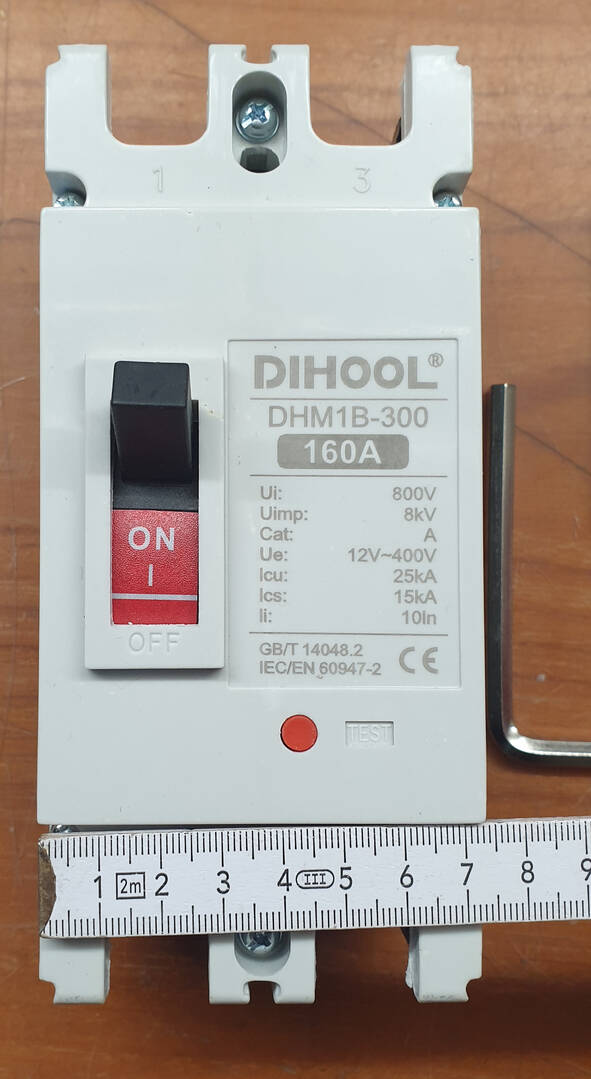 1 3
DIHOOL®
DHM1B-300
160A
Ui: 800V
Uimp: 8kV
Cat: A
Ue: 12V~400V
Icu: 25kA
Ics: 15kA
Ii: 10In
GB/T 14048.2
IEC/EN 60947-2 CE
ON
I
OFF
TEST
1 2m 2 3 4 III 5 6 7 8 9